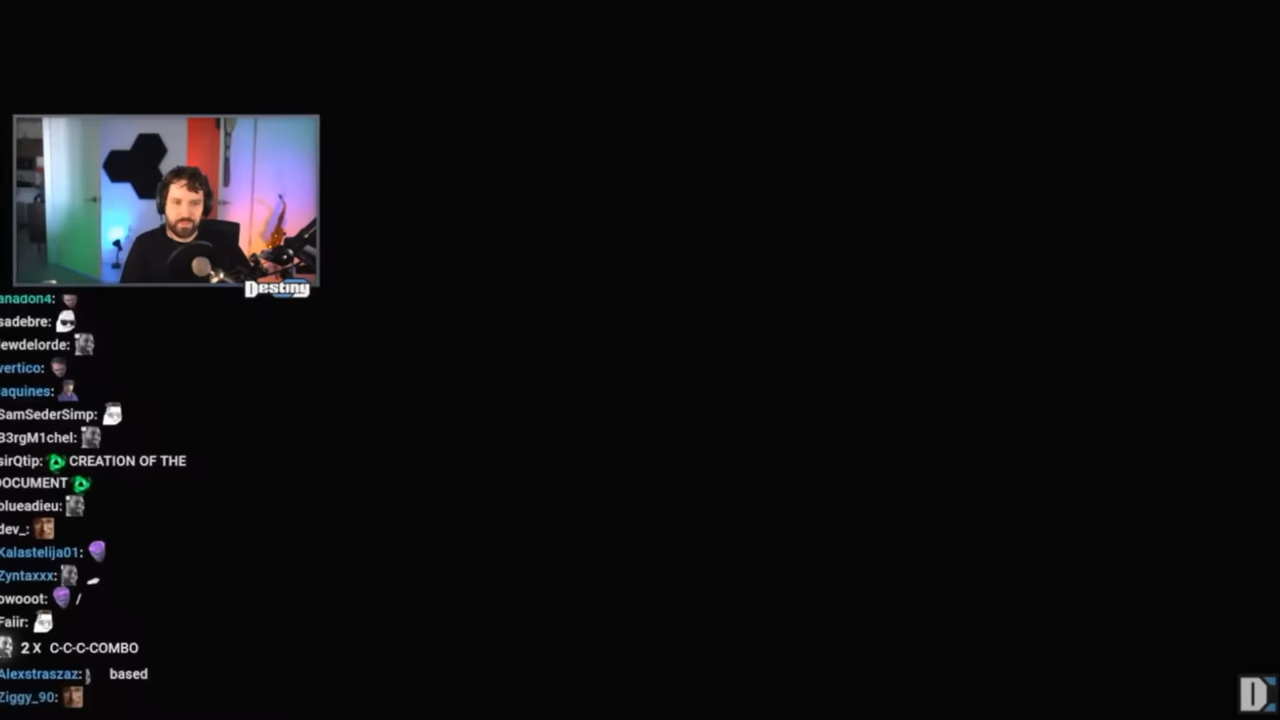 Destiny
anadon4:
sadebre:
ewdelorde:
vertico:
aquines:
SamSederSimp:
B3rgM1chel:
sirQtip: CREATION OF THE
DOCUMENT
olueadieu:
dev_:
Kalastelija01:
Zyntaxxx:
owooot: /
Faiir:
2 X C-C-C-COMBO
Alexstraszaz: based
Ziggy_90:
D